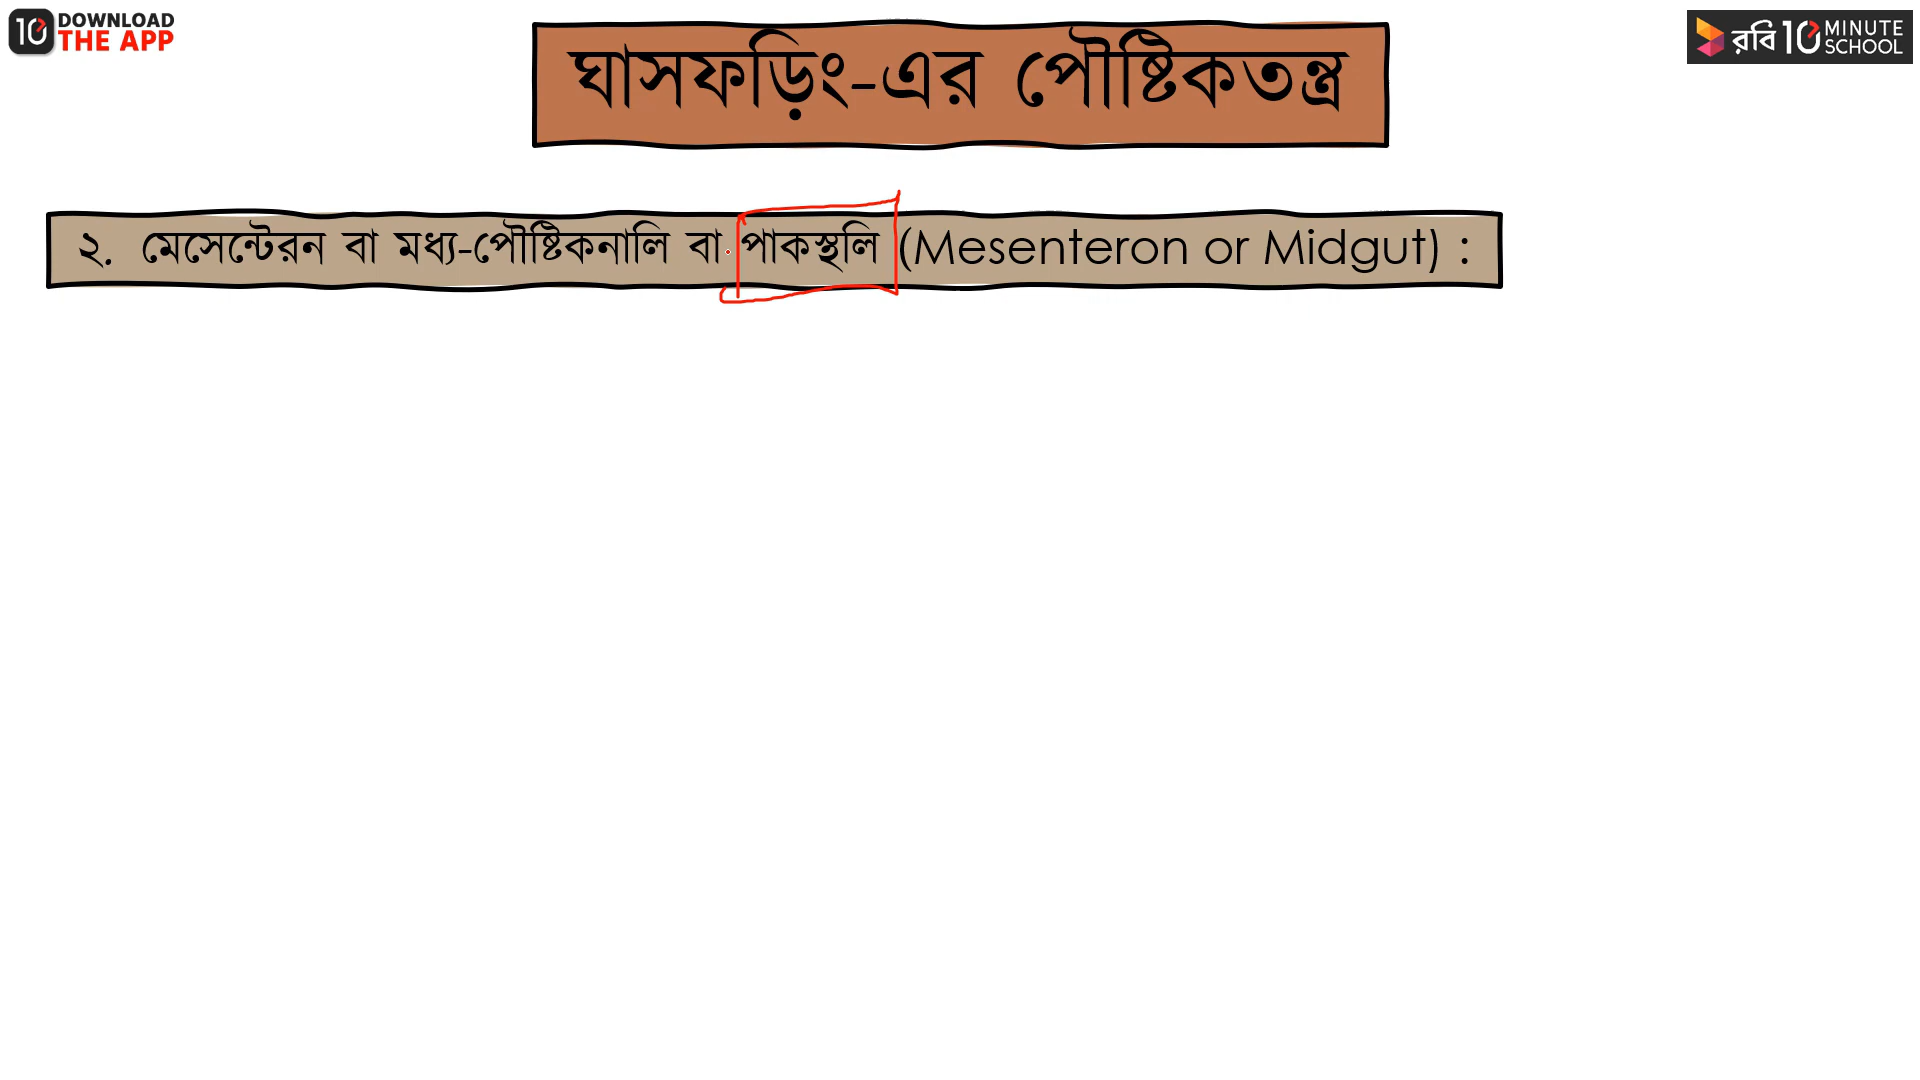 10 DOWNLOAD
THE APP
রবি 10 MINUTE
SCHOOL
ঘাসফড়িং-এর পৌষ্টিকতন্ত্র
২. মেসেন্টেরন বা মধ্য-পৌষ্টিকনালি বা পাকস্থলি (Mesenteron or Midgut) :